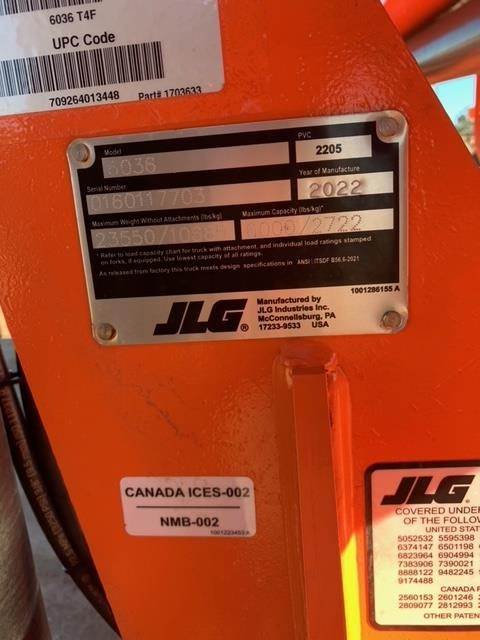 6036 T4F
UPC Code
709264013448 Part# 1703633
Model
6036
PVC
2205
Serial Number
0160117703
Year of Manufacture
2022
Maximum Weight Without Attachments (lbs/kg)
23550/
Maximum Capacity (lbs/kg)*
6000/2722
* Refer to load capacity chart for truck with attachment, and individual load ratings stamped
on forks, if equipped. Use lowest capacity of all ratings.
As released from factory this truck meets design specifications in ANSI/ITSDF B56.6-2021
1001286155 A
JLG®
Manufactured by
JLG Industries Inc.
McConnellsburg, PA
17233-9533 USA
CANADA ICES-002
NMB-002
1001223453 A
JLG
COVERED UNDE
OF THE FOLLO
UNITED STAT
5052532 5595398
6374147 6501198
6823964 6904994
7383906 7390021
8888122 9482245
9174488
CANADA
2560153 2601246
2809077 2812993
OTHER PATEN